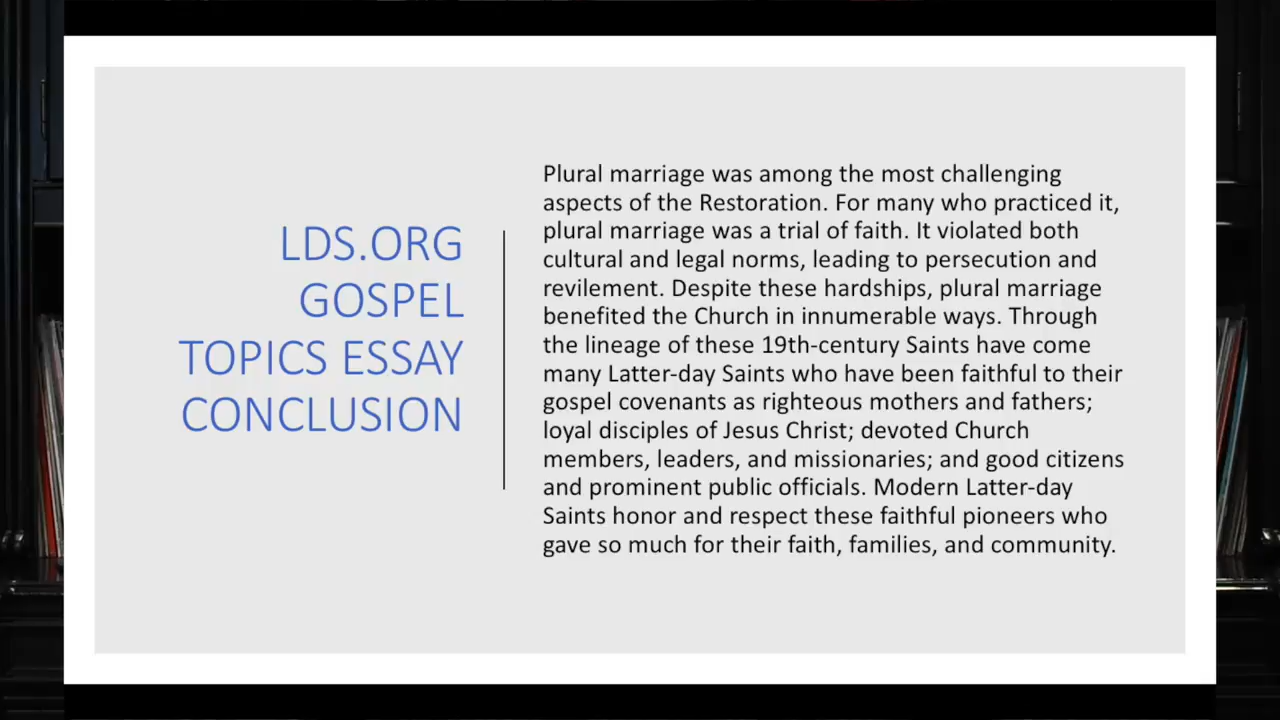 LDS.ORG
GOSPEL
TOPICS ESSAY
CONCLUSION
Plural marriage was among the most challenging
aspects of the Restoration. For many who practiced it,
plural marriage was a trial of faith. It violated both
cultural and legal norms, leading to persecution and
revilement. Despite these hardships, plural marriage
benefited the Church in innumerable ways. Through
the lineage of these 19th-century Saints have come
many Latter-day Saints who have been faithful to their
gospel covenants as righteous mothers and fathers;
loyal disciples of Jesus Christ; devoted Church
members, leaders, and missionaries; and good citizens
and prominent public officials. Modern Latter-day
Saints honor and respect these faithful pioneers who
gave so much for their faith, families, and community.